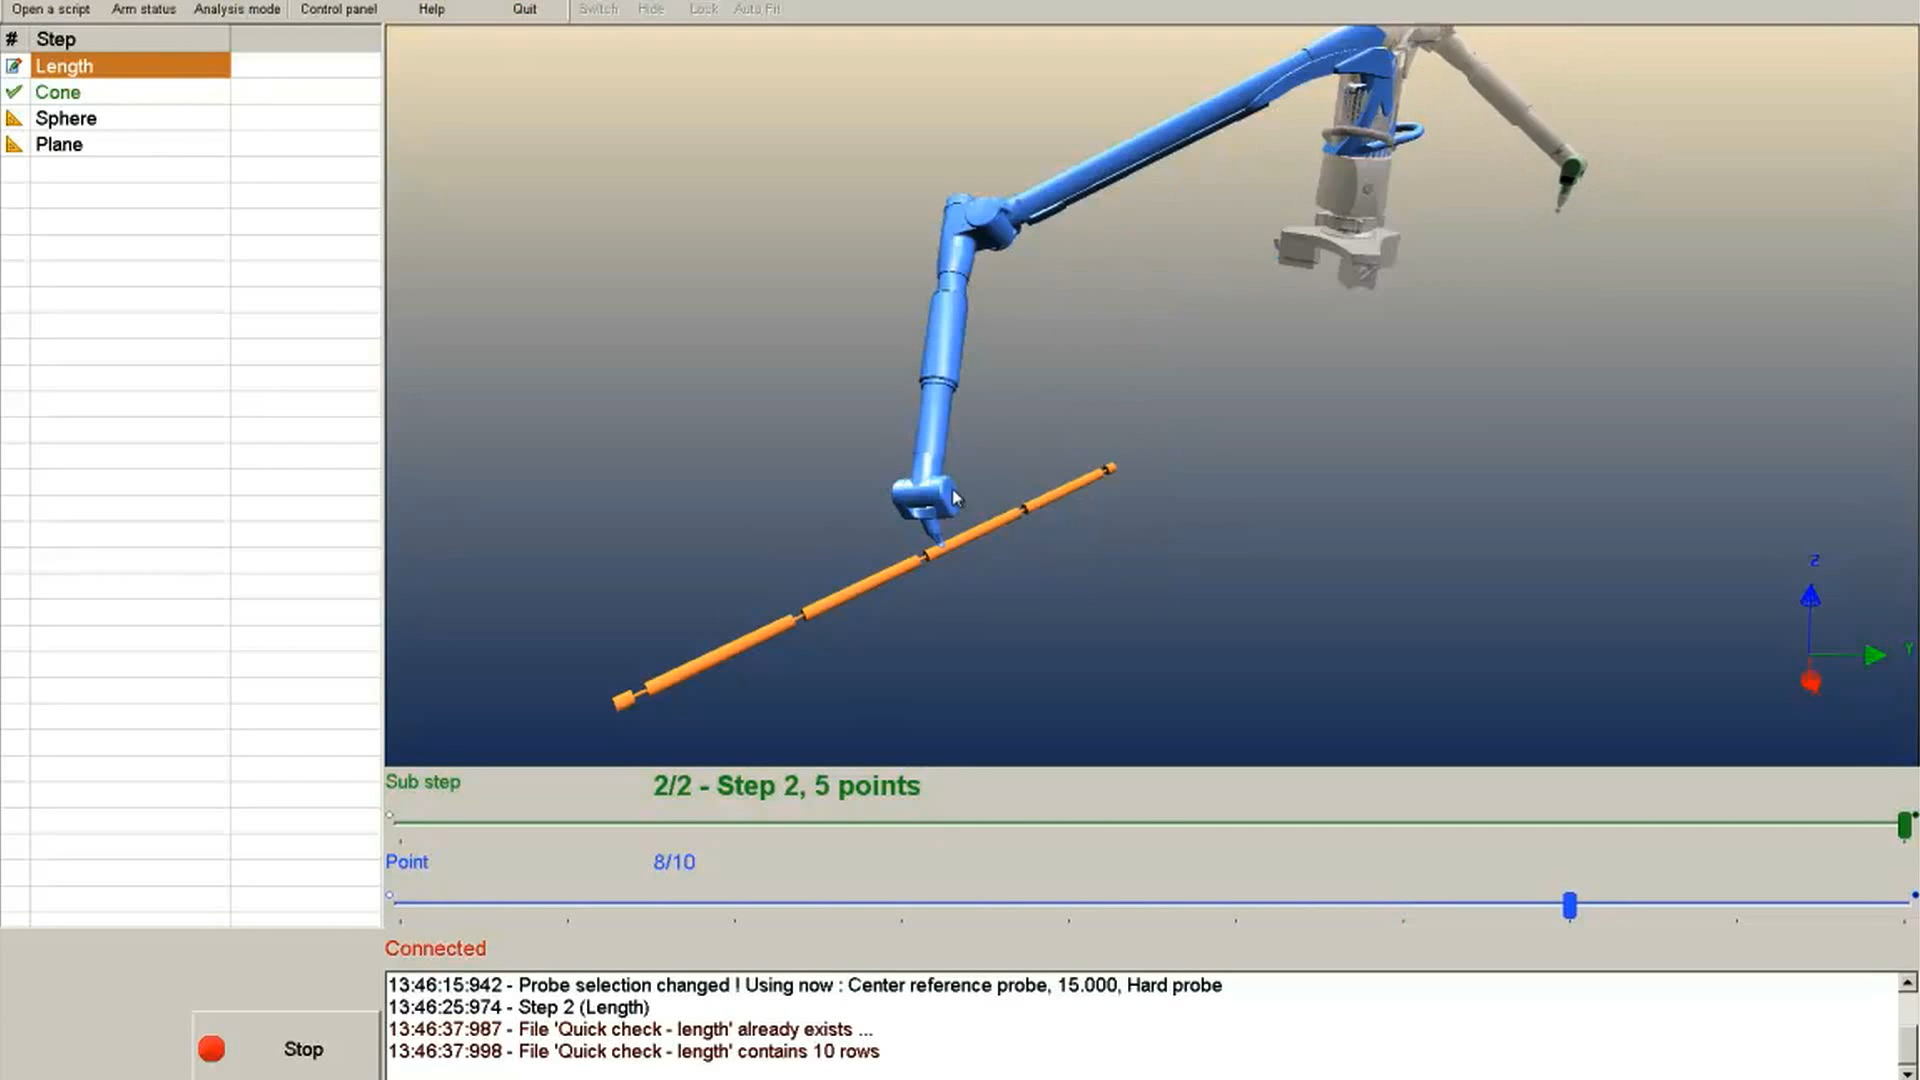 Open a script Arm status Analysis mode Control panel Help Quit Switch Hide Lock Auto Fit
# Step
Length
Cone
Sphere
Plane
Z
Y
Sub step 2/2 - Step 2, 5 points
Point 8/10
Connected
13:46:15:942 - Probe selection changed ! Using now : Center reference probe, 15.000, Hard probe
13:46:25:974 - Step 2 (Length)
13:46:37:987 - File 'Quick check - length' already exists ...
13:46:37:998 - File 'Quick check - length' contains 10 rows
Stop